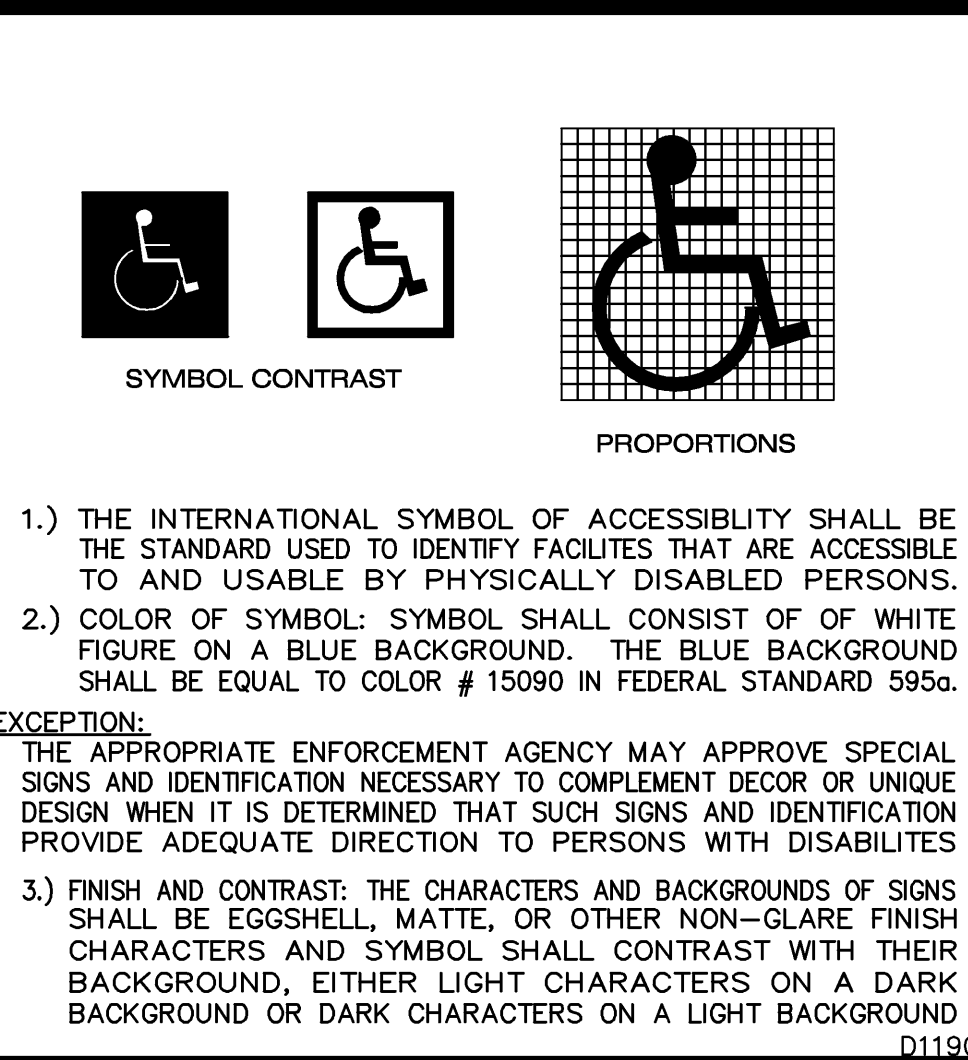 SYMBOL CONTRAST
PROPORTIONS
1.) THE INTERNATIONAL SYMBOL OF ACCESSIBLITY SHALL BE
THE STANDARD USED TO IDENTIFY FACILITES THAT ARE ACCESSIBLE
TO AND USABLE BY PHYSICALLY DISABLED PERSONS.
2.) COLOR OF SYMBOL: SYMBOL SHALL CONSIST OF OF WHITE
FIGURE ON A BLUE BACKGROUND. THE BLUE BACKGROUND
SHALL BE EQUAL TO COLOR # 15090 IN FEDERAL STANDARD 595a.
EXCEPTION:
THE APPROPRIATE ENFORCEMENT AGENCY MAY APPROVE SPECIAL
SIGNS AND IDENTIFICATION NECESSARY TO COMPLEMENT DECOR OR UNIQUE
DESIGN WHEN IT IS DETERMINED THAT SUCH SIGNS AND IDENTIFICATION
PROVIDE ADEQUATE DIRECTION TO PERSONS WITH DISABILITES
3.) FINISH AND CONTRAST: THE CHARACTERS AND BACKGROUNDS OF SIGNS
SHALL BE EGGSHELL, MATTE, OR OTHER NON-GLARE FINISH
CHARACTERS AND SYMBOL SHALL CONTRAST WITH THEIR
BACKGROUND, EITHER LIGHT CHARACTERS ON A DARK
BACKGROUND OR DARK CHARACTERS ON A LIGHT BACKGROUND